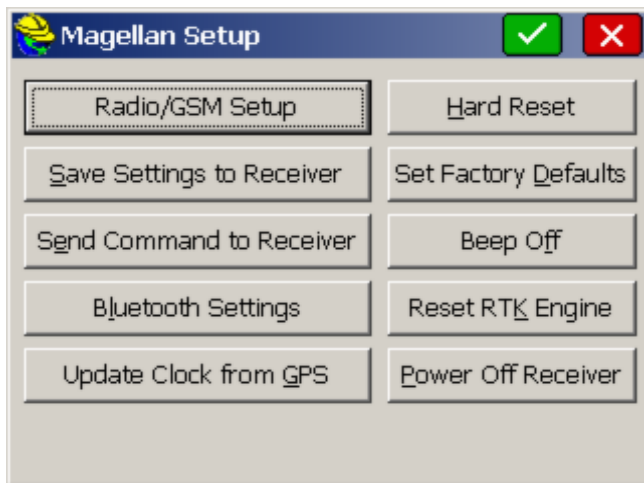 Magellan Setup
Radio/GSM Setup
Hard Reset
Save Settings to Receiver
Set Factory Defaults
Send Command to Receiver
Beep Off
Bluetooth Settings
Reset RTK Engine
Update Clock from GPS
Power Off Receiver